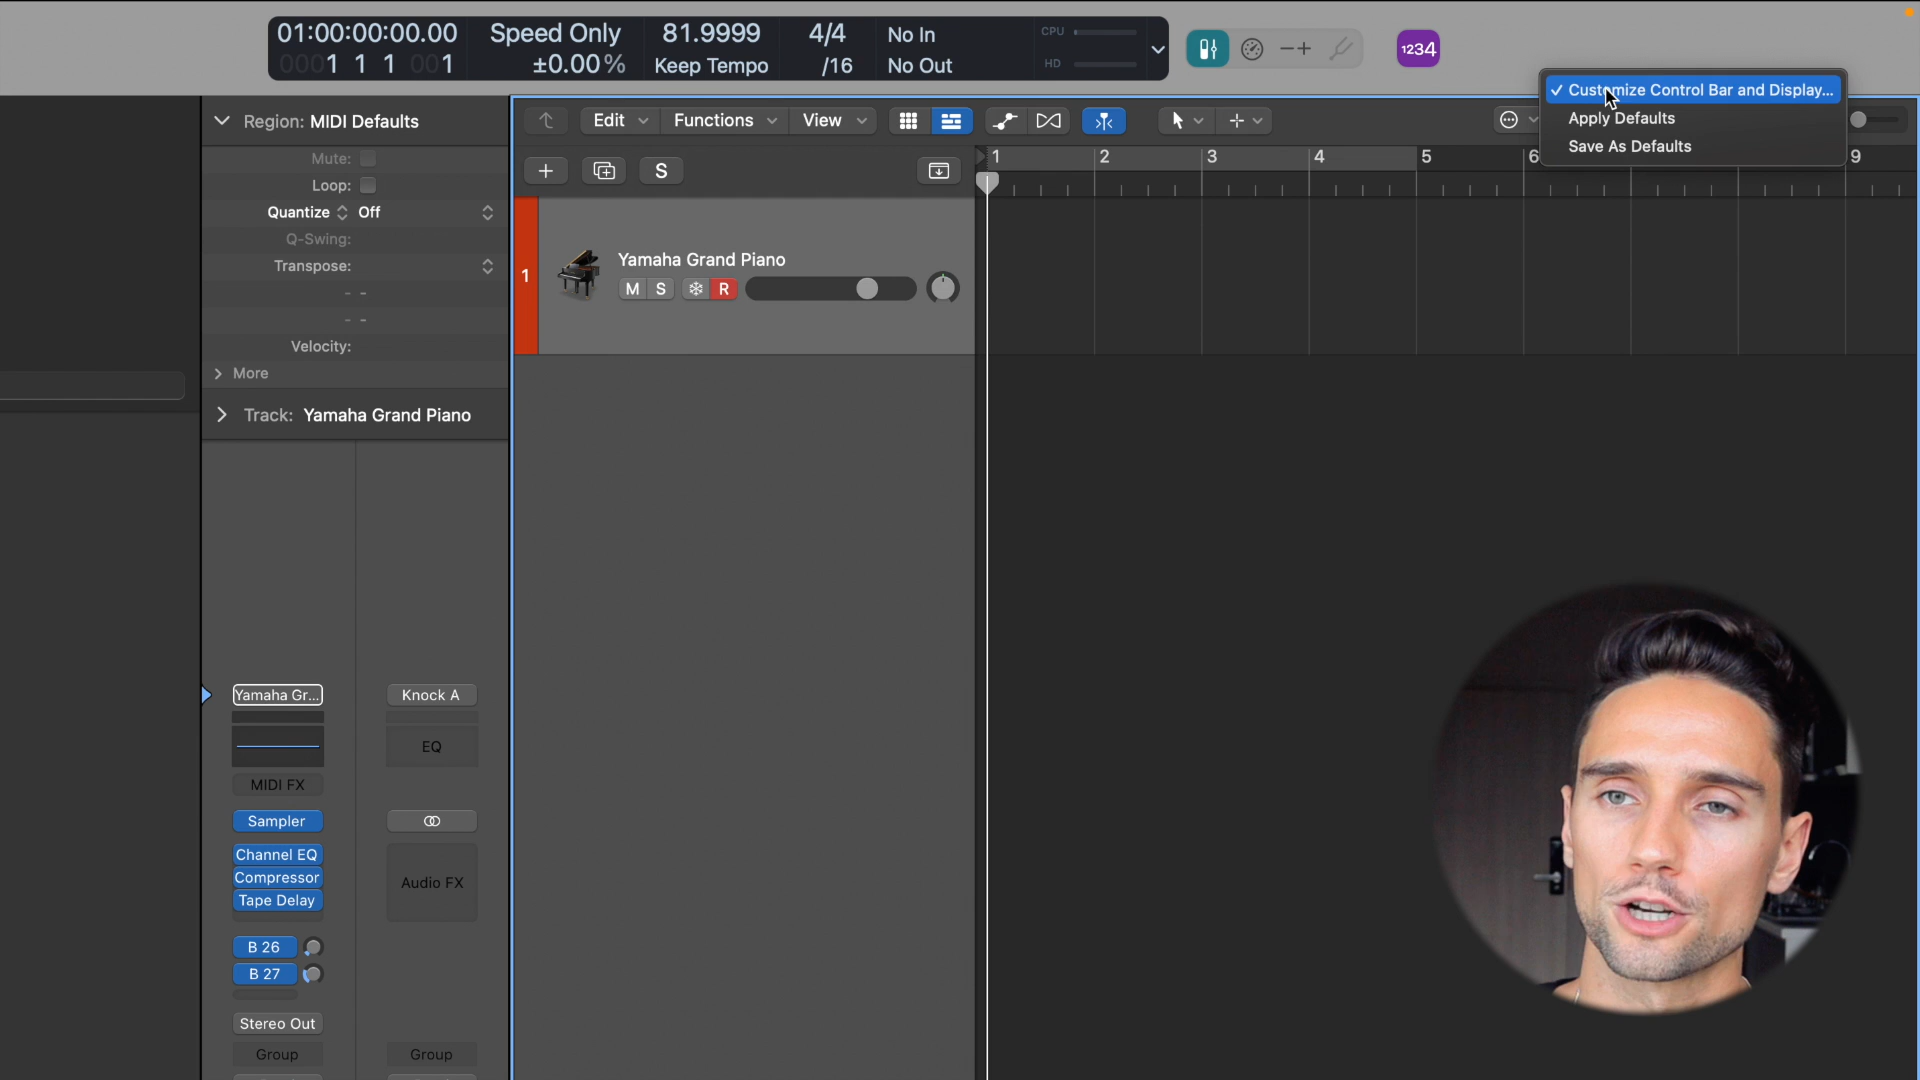 01:00:00:00.00
0001 1 1 001
Speed Only
±0.00%
81.9999
Keep Tempo
4/4
/16
No In
No Out
CPU
HD
1234
✓ Customize Control Bar and Display...
Apply Defaults
Save As Defaults
Region: MIDI Defaults
Mute:
Loop:
Quantize Off
Q-Swing:
Transpose:
- -
- -
Velocity:
More
Track: Yamaha Grand Piano
Edit
Functions
View
S
1 2 3 4 5 6 9
1
Yamaha Grand Piano
M S R
Yamaha Gr...
MIDI FX
Sampler
Channel EQ
Compressor
Tape Delay
B 26
B 27
Stereo Out
Group
Knock A
EQ
Audio FX
Group